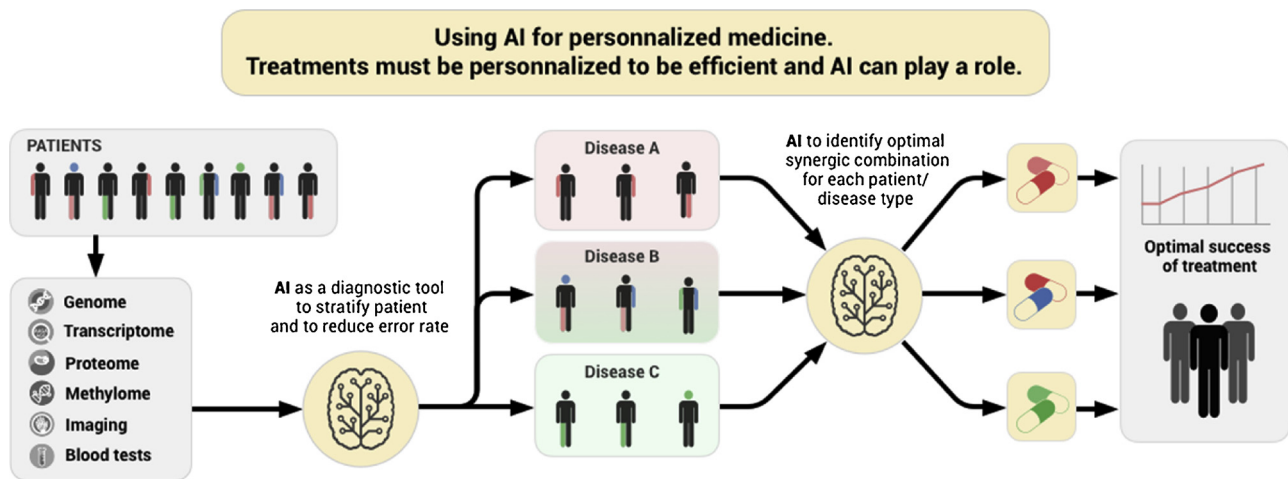 Using AI for personnalized medicine.
Treatments must be personnalized to be efficient and AI can play a role.
PATIENTS
Genome
Transcriptome
Proteome
Methylome
Imaging
Blood tests
AI as a diagnostic tool
to stratify patient
and to reduce error rate
Disease A
Disease B
Disease C
AI to identify optimal
synergic combination
for each patient/
disease type
Optimal success
of treatment